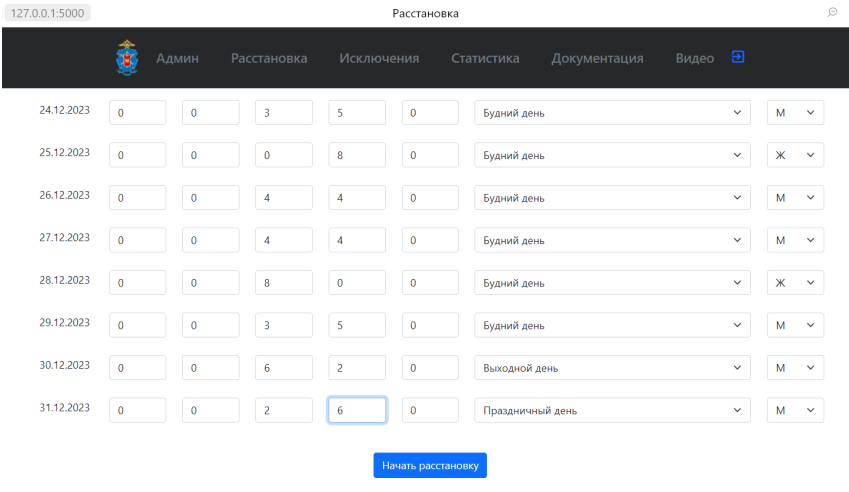 127.0.0.1:5000 Расстановка
Админ Расстановка Исключения Статистика Документация Видео
24.12.2023 0 0 3 5 0 Будний день М
25.12.2023 0 0 0 8 0 Будний день Ж
26.12.2023 0 0 4 4 0 Будний день М
27.12.2023 0 0 4 4 0 Будний день М
28.12.2023 0 0 8 0 0 Будний день Ж
29.12.2023 0 0 3 5 0 Будний день М
30.12.2023 0 0 6 2 0 Выходной день М
31.12.2023 0 0 2 6 0 Праздничный день М
Начать расстановку